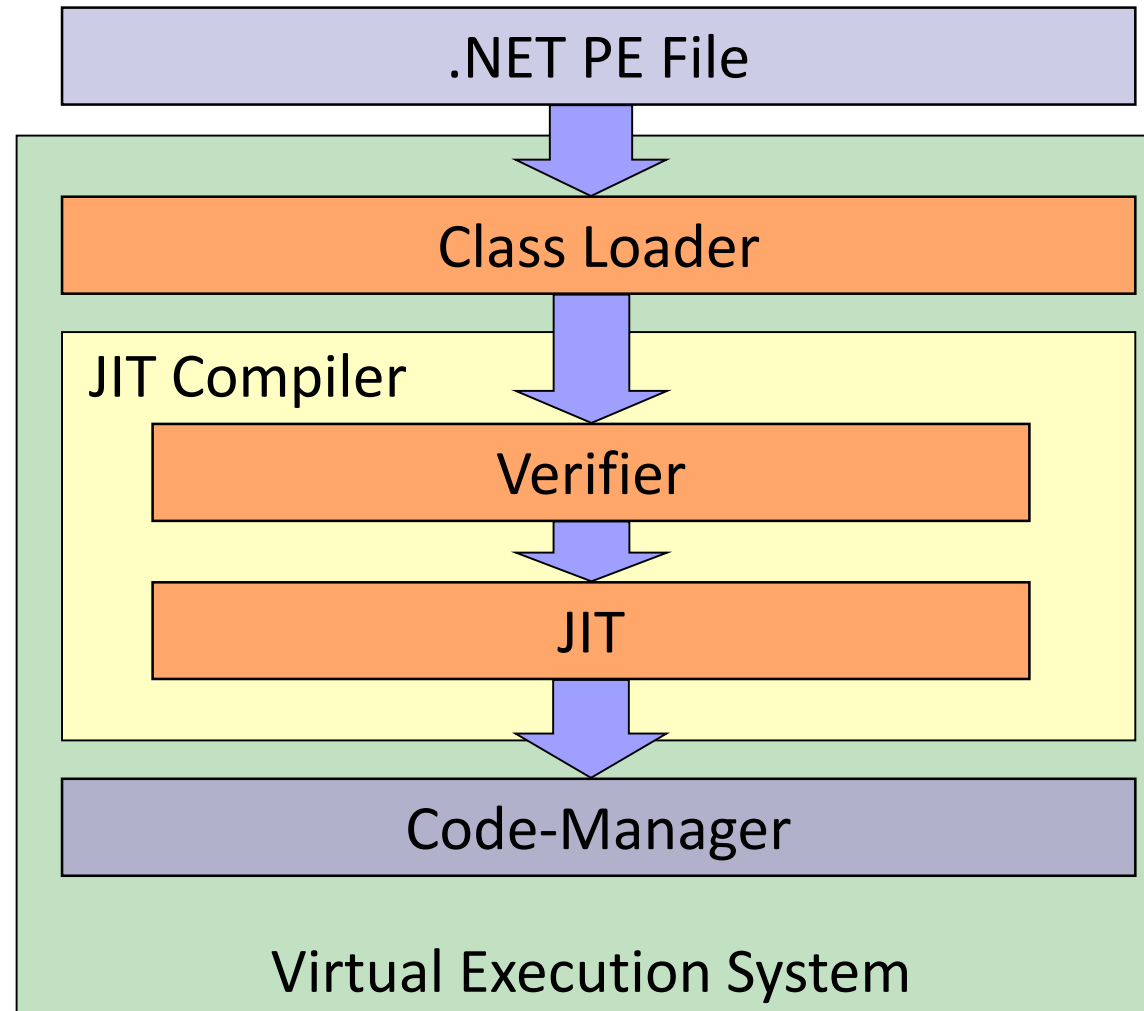 .NET PE File
Class Loader
JIT Compiler
Verifier
JIT
Code-Manager
Virtual Execution System